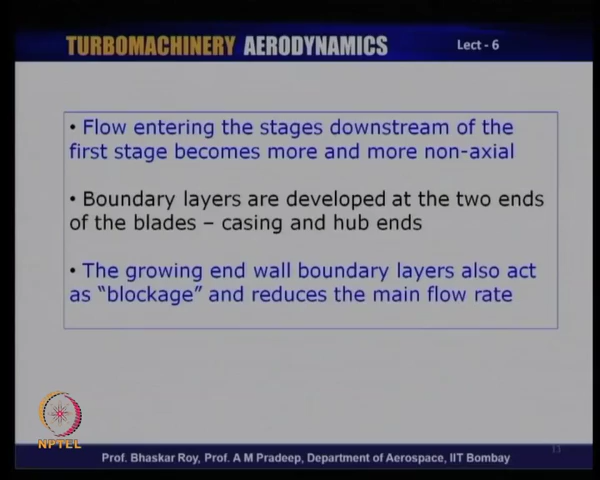 TURBOMACHINERY AERODYNAMICS
Lect - 6
• Flow entering the stages downstream of the
first stage becomes more and more non-axial
• Boundary layers are developed at the two ends
of the blades – casing and hub ends
• The growing end wall boundary layers also act
as “blockage” and reduces the main flow rate
NPTEL
Prof. Bhaskar Roy, Prof. A M Pradeep, Department of Aerospace, IIT Bombay